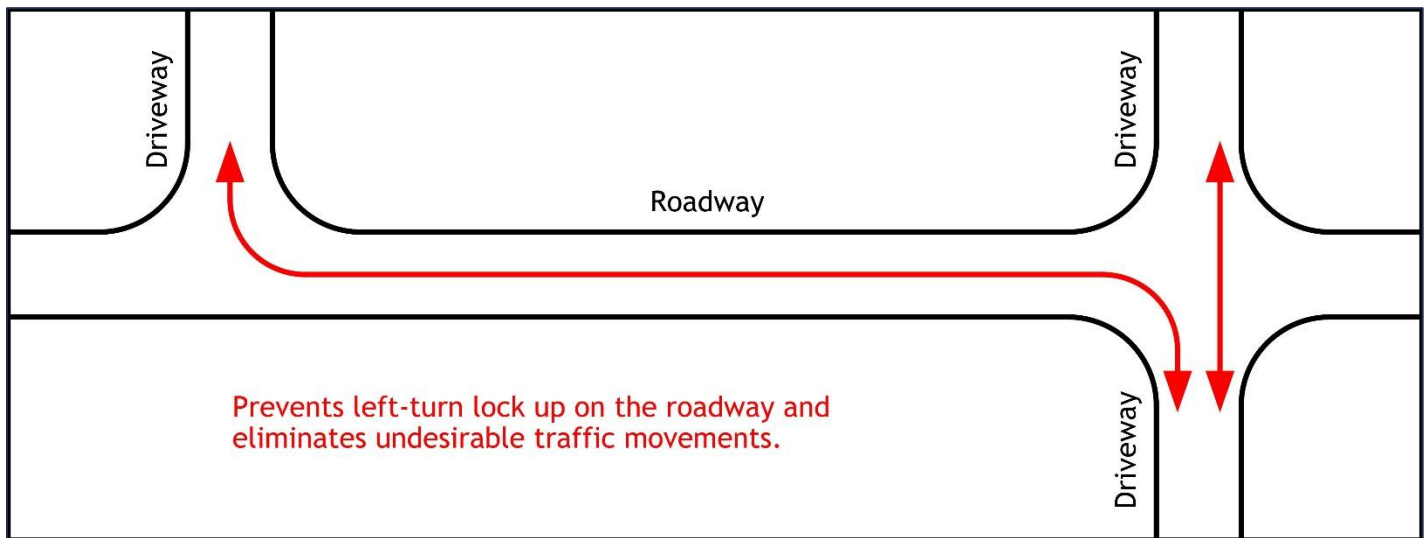 Driveway
Driveway
Roadway
Prevents left-turn lock up on the roadway and
eliminates undesirable traffic movements.
Driveway